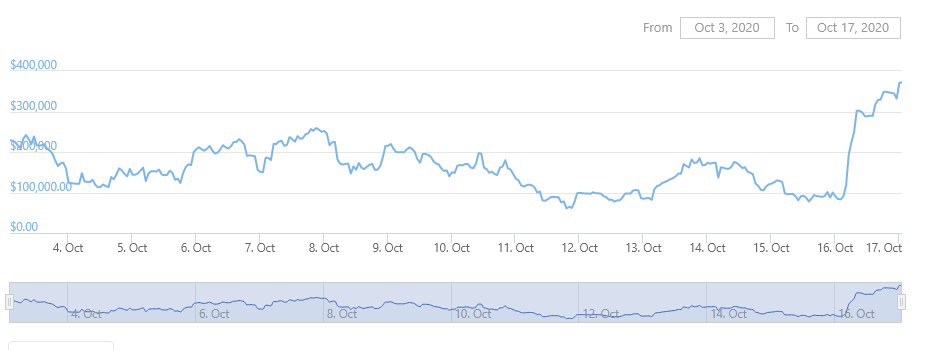 From Oct 3, 2020 To Oct 17, 2020
$400,000
$300,000
$200,000
$100,000.00
$0.00
4. Oct 5. Oct 6. Oct 7. Oct 8. Oct 9. Oct 10. Oct 11. Oct 12. Oct 13. Oct 14. Oct 15. Oct 16. Oct 17. Oct
4. Oct 6. Oct 8. Oct 10. Oct 12. Oct 14. Oct 16. Oct